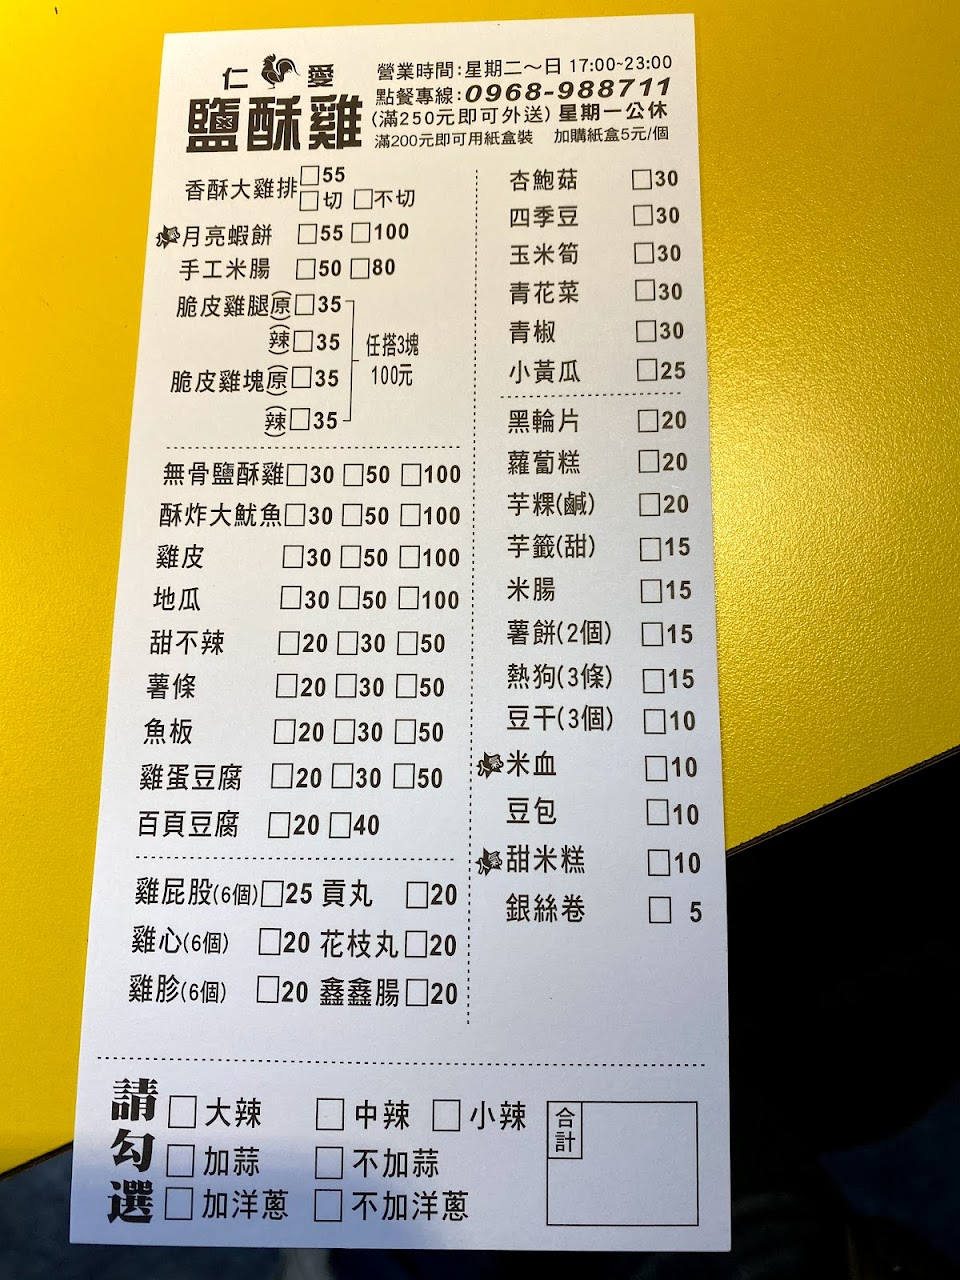 仁愛
鹽酥雞
營業時間:星期二～日 17:00~23:00
點餐專線:0968-988711
(滿250元即可外送) 星期一公休
滿200元即可用紙盒裝 加購紙盒5元/個
香酥大雞排 □55
□切 □不切
月亮蝦餅 □55 □100
手工米腸 □50 □80
脆皮雞腿(原) □35
(辣) □35
脆皮雞塊(原) □35
(辣) □35
任搭3塊
100元
無骨鹽酥雞 □30 □50 □100
酥炸大魷魚 □30 □50 □100
雞皮 □30 □50 □100
地瓜 □30 □50 □100
甜不辣 □20 □30 □50
薯條 □20 □30 □50
魚板 □20 □30 □50
雞蛋豆腐 □20 □30 □50
百頁豆腐 □20 □40
雞屁股(6個) □25 貢丸 □20
雞心(6個) □20 花枝丸 □20
雞胗(6個) □20 鑫鑫腸 □20
杏鮑菇 □30
四季豆 □30
玉米筍 □30
青花菜 □30
青椒 □30
小黃瓜 □25
黑輪片 □20
蘿蔔糕 □20
芋粿(鹹) □20
芋籤(甜) □15
米腸 □15
薯餅(2個) □15
熱狗(3條) □15
豆干(3個) □10
米血 □10
豆包 □10
甜米糕 □10
銀絲卷 □ 5
請勾選
□大辣 □中辣 □小辣
□加蒜 □不加蒜
□加洋蔥 □不加洋蔥
合計